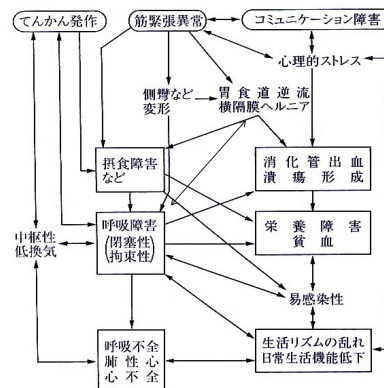 てんかん発作
筋緊張異常
コミュニケーション障害
心理的ストレス
側彎など
変形
胃食道逆流
横隔膜ヘルニア
摂食障害
など
消化管出血
潰瘍形成
呼吸障害
(閉塞性)
(拘束性)
栄養障害
貧血
中枢性
低換気
易感染性
呼吸不全
肺性心
心不全
生活リズムの乱れ
日常生活機能低下